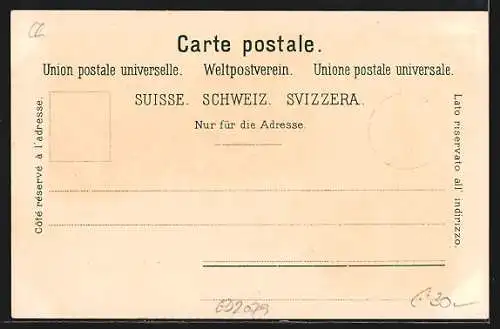 Carte postale.
Union postale universelle. Weltpostverein. Unione postale universale.
SUISSE. SCHWEIZ. SVIZZERA.
Nur für die Adresse.
Côté réservé à l'adresse.
Lato riservato all' indirizzo.